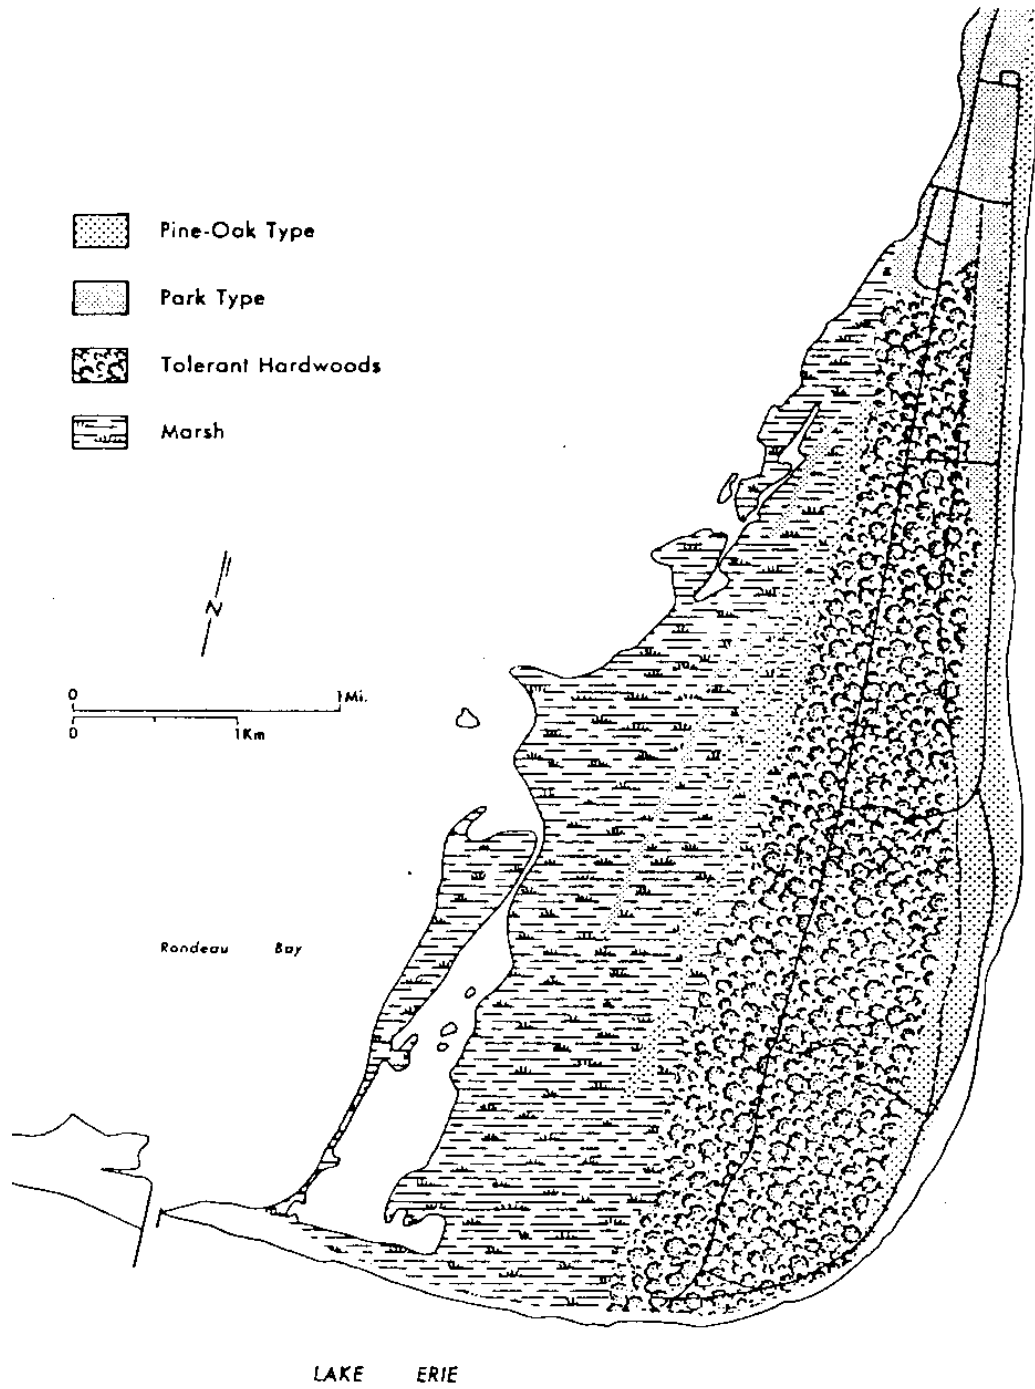 Pine-Oak Type
Park Type
Tolerant Hardwoods
Marsh
N
0 1Mi.
0 1Km
Rondeau Bay
LAKE ERIE